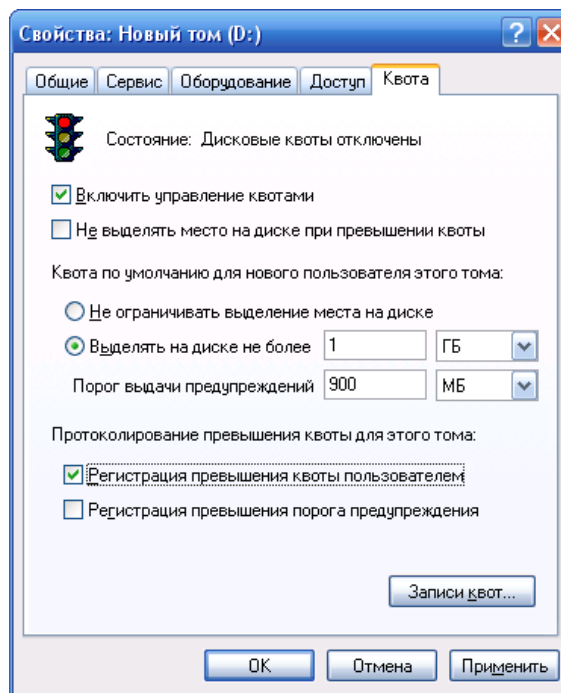 Свойства: Новый том (D:)
Общие Сервис Оборудование Доступ Квота
Состояние: Дисковые квоты отключены
Включить управление квотами
Не выделять место на диске при превышении квоты
Квота по умолчанию для нового пользователя этого тома:
Не ограничивать выделение места на диске
Выделять на диске не более 1 ГБ
Порог выдачи предупреждений 900 МБ
Протоколирование превышения квоты для этого тома:
Регистрация превышения квоты пользователем
Регистрация превышения порога предупреждения
Записи квот...
ОК Отмена Применить